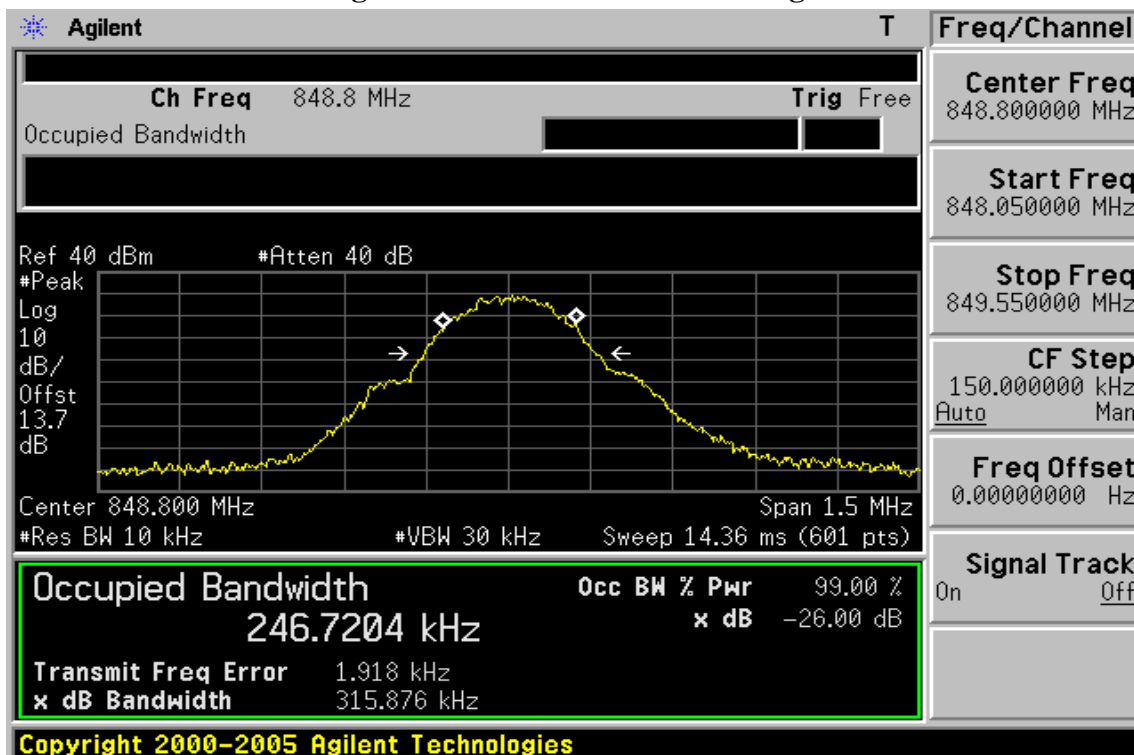 Agilent T Freq/Channel
Ch Freq 848.8 MHz Trig Free
Occupied Bandwidth
Center Freq
848.800000 MHz
Start Freq
848.050000 MHz
Stop Freq
849.550000 MHz
CF Step
150.000000 kHz
Auto Man
Freq Offset
0.00000000 Hz
Signal Track
On Off
Ref 40 dBm #Atten 40 dB
#Peak
Log
10
dB/
Offst
13.7
dB
Center 848.800 MHz Span 1.5 MHz
#Res BW 10 kHz #VBW 30 kHz Sweep 14.36 ms (601 pts)
Occupied Bandwidth Occ BW % Pwr 99.00 %
246.7204 kHz x dB -26.00 dB
Transmit Freq Error 1.918 kHz
x dB Bandwidth 315.876 kHz
Copyright 2000-2005 Agilent Technologies